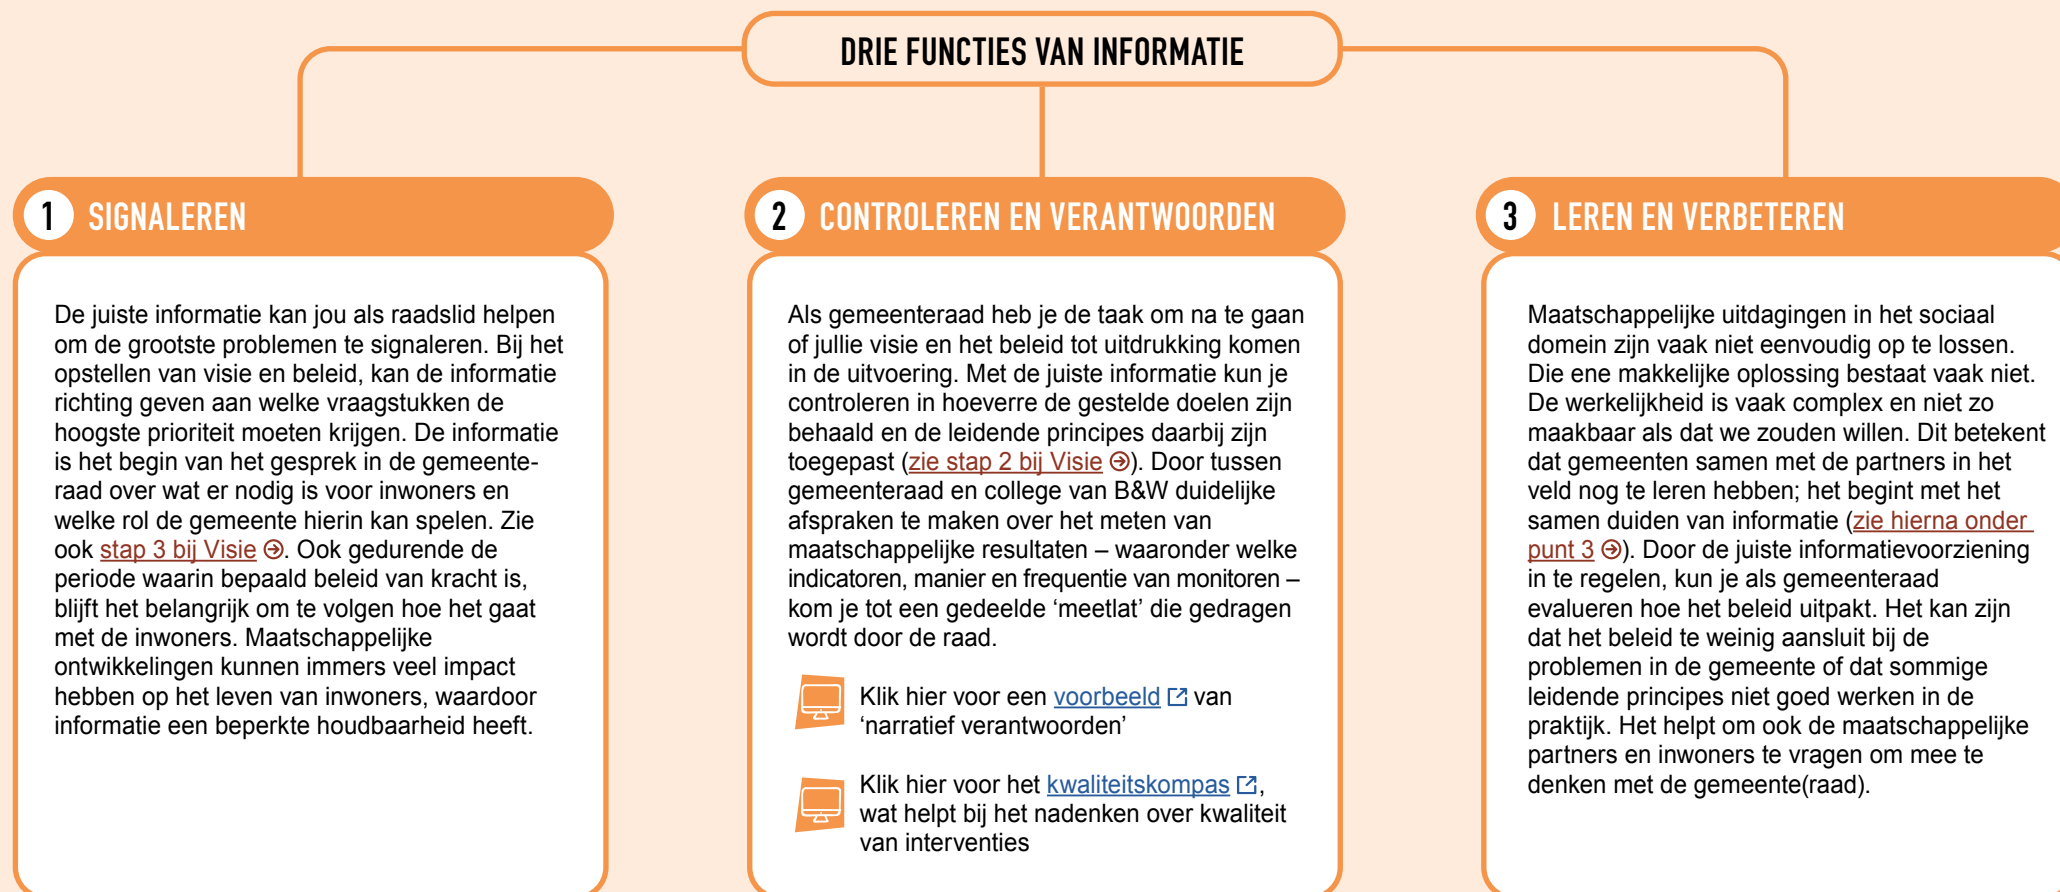 DRIE FUNCTIES VAN INFORMATIE
1 SIGNALEREN
De juiste informatie kan jou als raadslid helpen
om de grootste problemen te signaleren. Bij het
opstellen van visie en beleid, kan de informatie
richting geven aan welke vraagstukken de
hoogste prioriteit moeten krijgen. De informatie
is het begin van het gesprek in de gemeente-
raad over wat er nodig is voor inwoners en
welke rol de gemeente hierin kan spelen. Zie
ook stap 3 bij Visie. Ook gedurende de
periode waarin bepaald beleid van kracht is,
blijft het belangrijk om te volgen hoe het gaat
met de inwoners. Maatschappelijke
ontwikkelingen kunnen immers veel impact
hebben op het leven van inwoners, waardoor
informatie een beperkte houdbaarheid heeft.
2 CONTROLEREN EN VERANTWOORDEN
Als gemeenteraad heb je de taak om na te gaan
of jullie visie en het beleid tot uitdrukking komen
in de uitvoering. Met de juiste informatie kun je
controleren in hoeverre de gestelde doelen zijn
behaald en de leidende principes daarbij zijn
toegepast (zie stap 2 bij Visie). Door tussen
gemeenteraad en college van B&W duidelijke
afspraken te maken over het meten van
maatschappelijke resultaten – waaronder welke
indicatoren, manier en frequentie van monitoren –
kom je tot een gedeelde ‘meetlat’ die gedragen
wordt door de raad.
Klik hier voor een voorbeeld van
‘narratief verantwoorden’
Klik hier voor het kwaliteitskompas,
wat helpt bij het nadenken over kwaliteit
van interventies
3 LEREN EN VERBETEREN
Maatschappelijke uitdagingen in het sociaal
domein zijn vaak niet eenvoudig op te lossen.
Die ene makkelijke oplossing bestaat vaak niet.
De werkelijkheid is vaak complex en niet zo
maakbaar als dat we zouden willen. Dit betekent
dat gemeenten samen met de partners in het
veld nog te leren hebben; het begint met het
samen duiden van informatie (zie hierna onder
punt 3). Door de juiste informatievoorziening
in te regelen, kun je als gemeenteraad
evalueren hoe het beleid uitpakt. Het kan zijn
dat het beleid te weinig aansluit bij de
problemen in de gemeente of dat sommige
leidende principes niet goed werken in de
praktijk. Het helpt om ook de maatschappelijke
partners en inwoners te vragen om mee te
denken met de gemeente(raad).